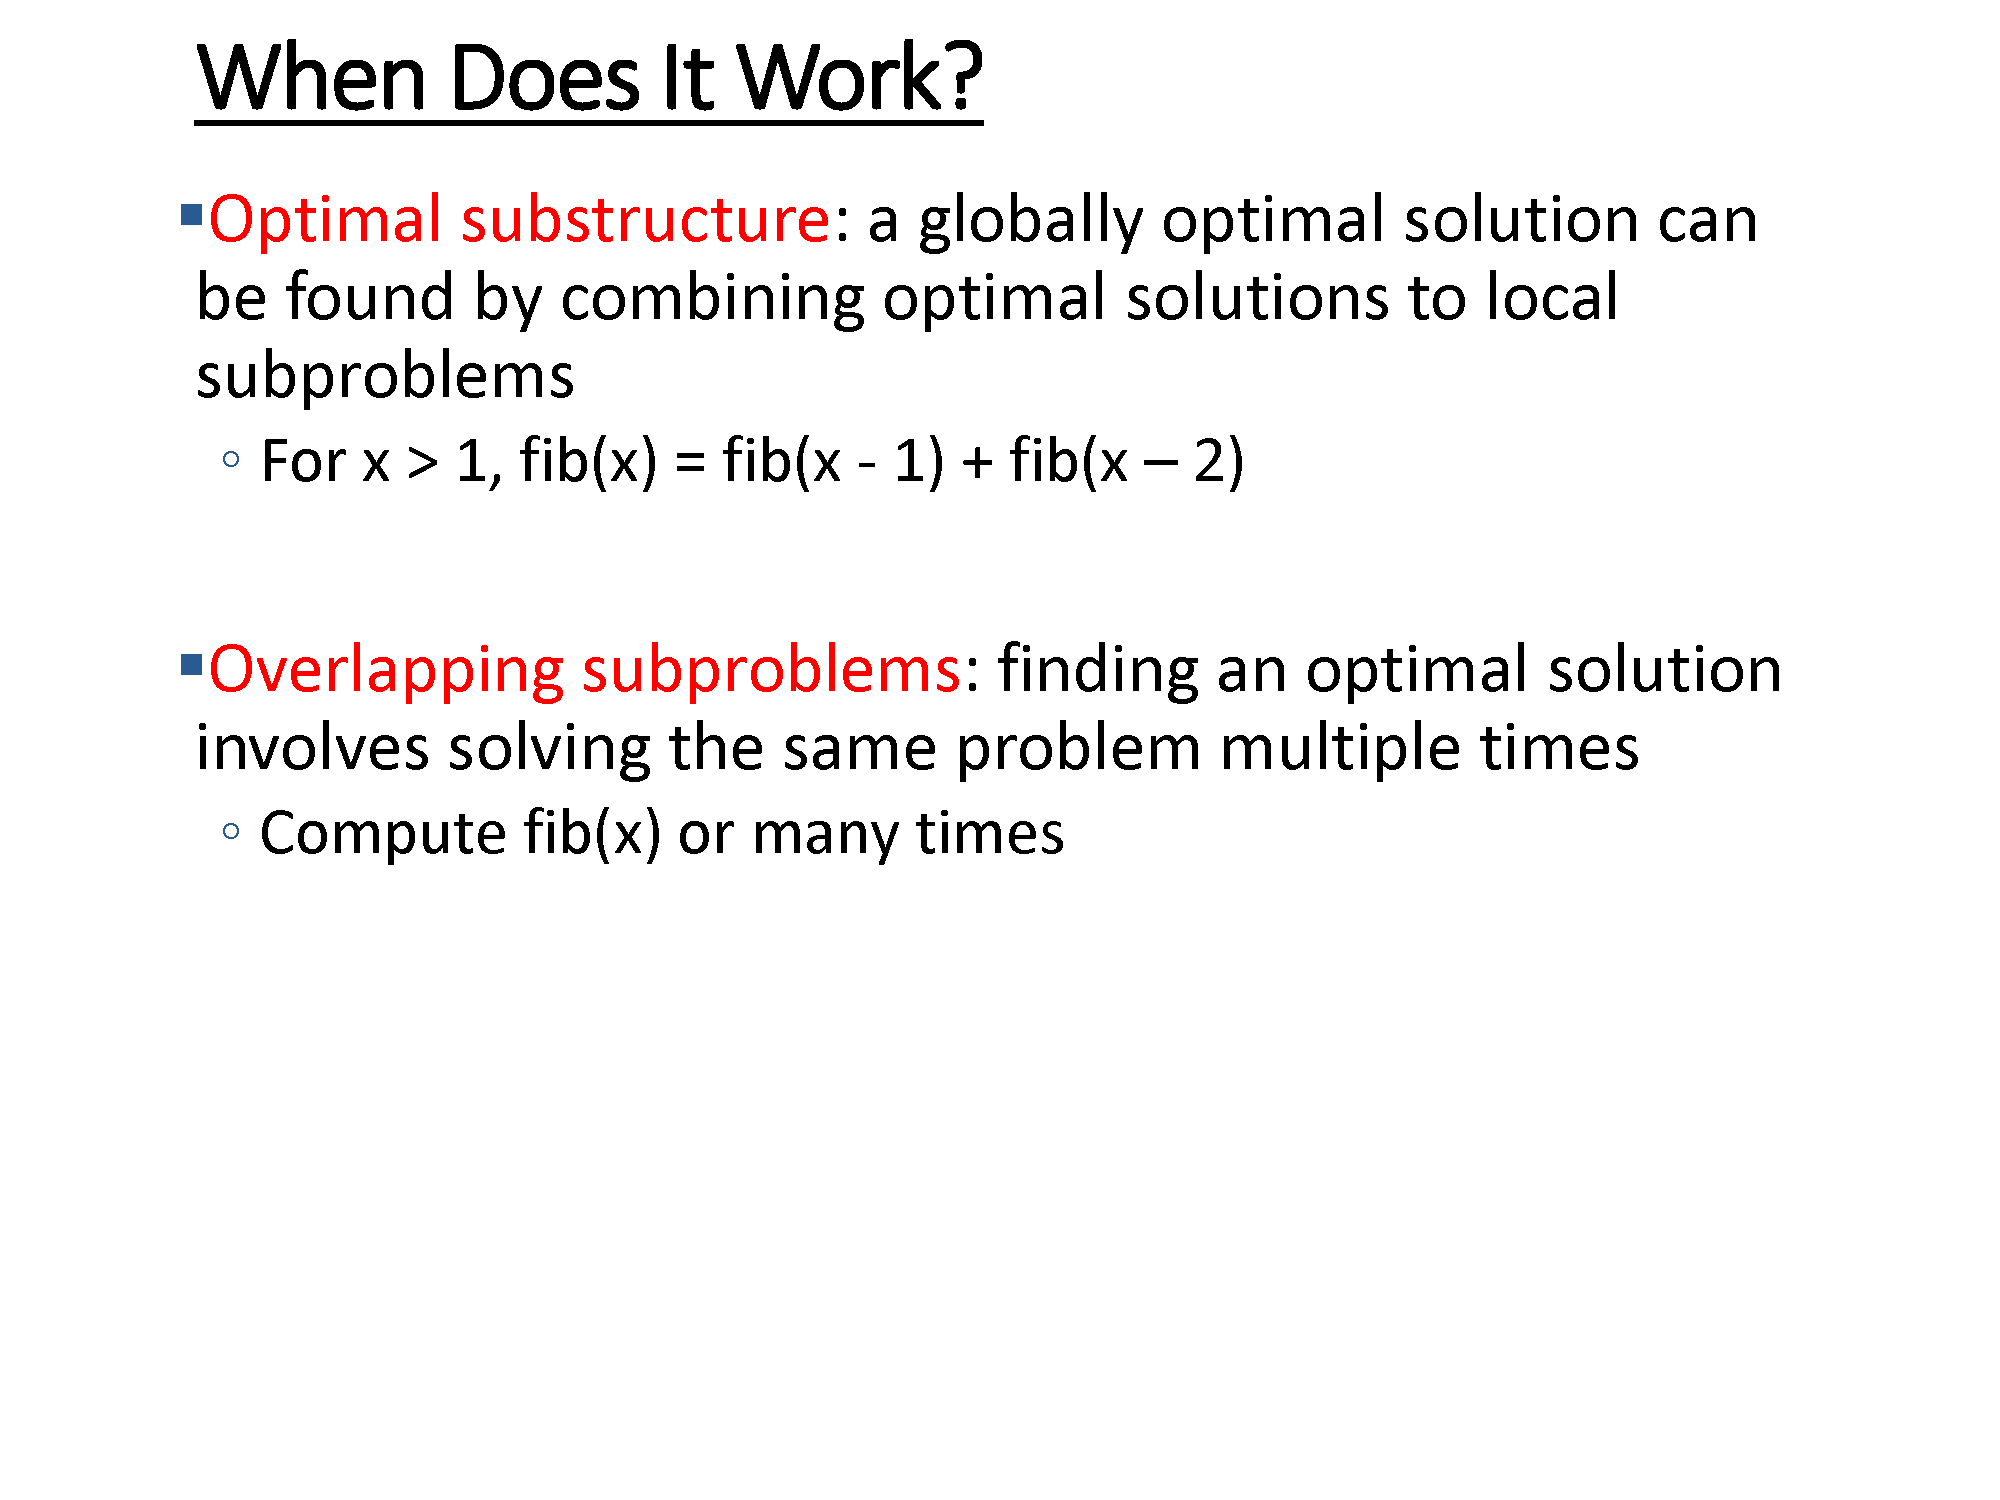 When Does It Work?
▪Optimal substructure: a globally optimal solution can
be found by combining optimal solutions to local
subproblems
◦ For x > 1, fib(x) = fib(x - 1) + fib(x – 2)
▪Overlapping subproblems: finding an optimal solution
involves solving the same problem multiple times
◦ Compute fib(x) or many times